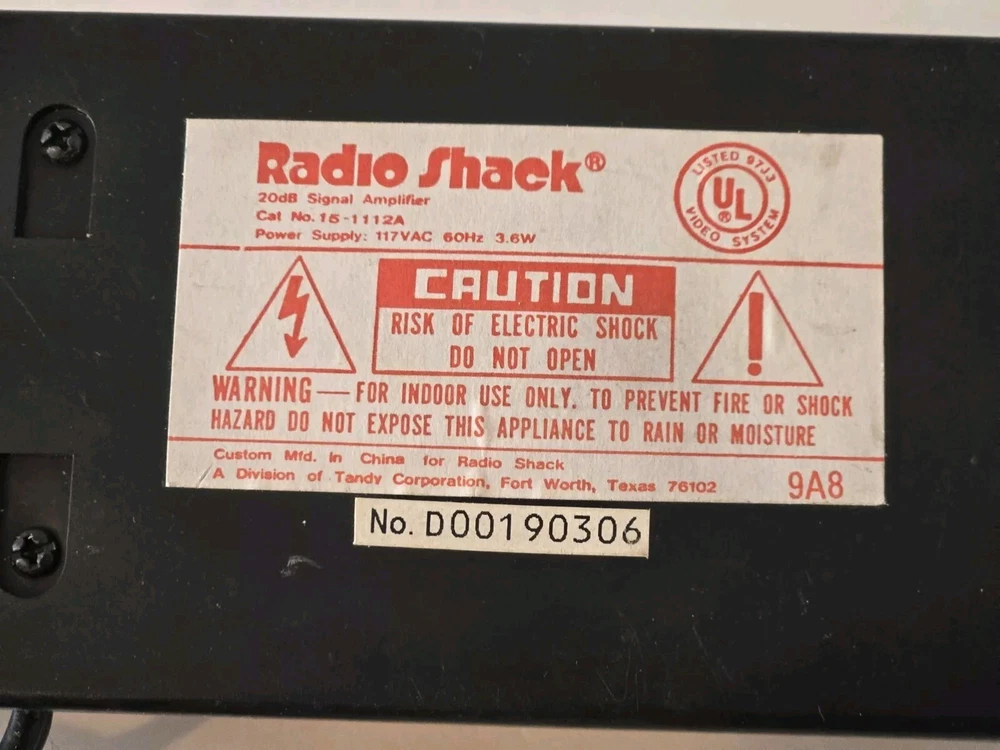 Radio Shack®
20dB Signal Amplifier
Cat No. 15-1112A
Power Supply: 117VAC 60Hz 3.6W
LISTED 97J3
UL®
VIDEO SYSTEM
CAUTION
RISK OF ELECTRIC SHOCK
DO NOT OPEN
!
WARNING — FOR INDOOR USE ONLY. TO PREVENT FIRE OR SHOCK
HAZARD DO NOT EXPOSE THIS APPLIANCE TO RAIN OR MOISTURE
Custom Mfd. in China for Radio Shack
A Division of Tandy Corporation, Fort Worth, Texas 76102
9A8
No. D00190306